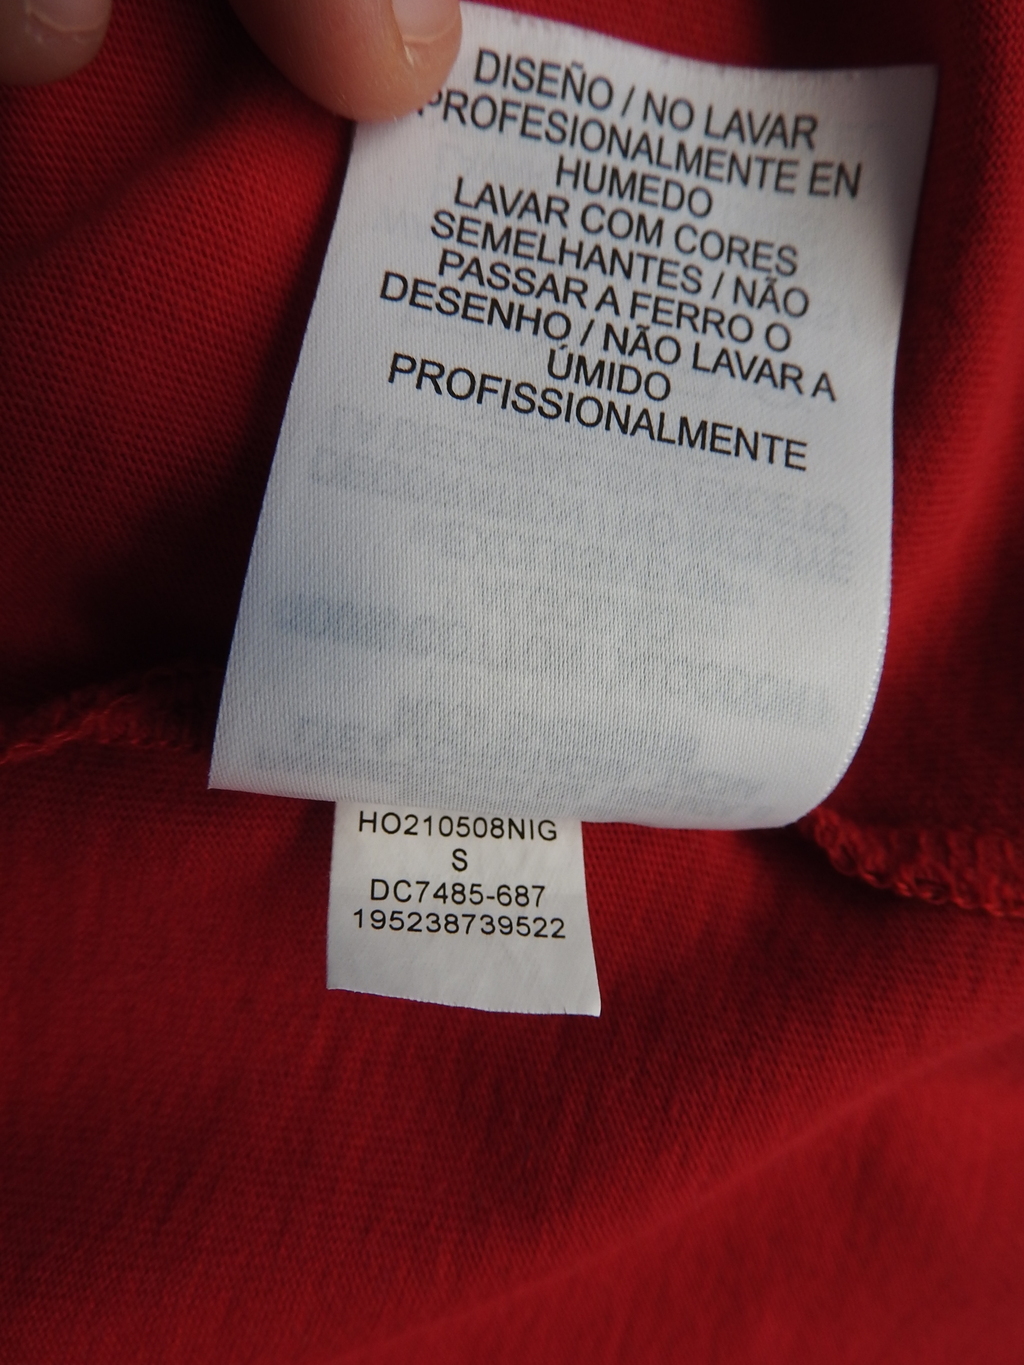 DISEÑO / NO LAVAR
PROFESIONALMENTE EN
HUMEDO
LAVAR COM CORES
SEMELHANTES / NÃO
PASSAR A FERRO O
DESENHO / NÃO LAVAR A
ÚMIDO
PROFISSIONALMENTE
HO210508NIG
S
DC7485-687
195238739522